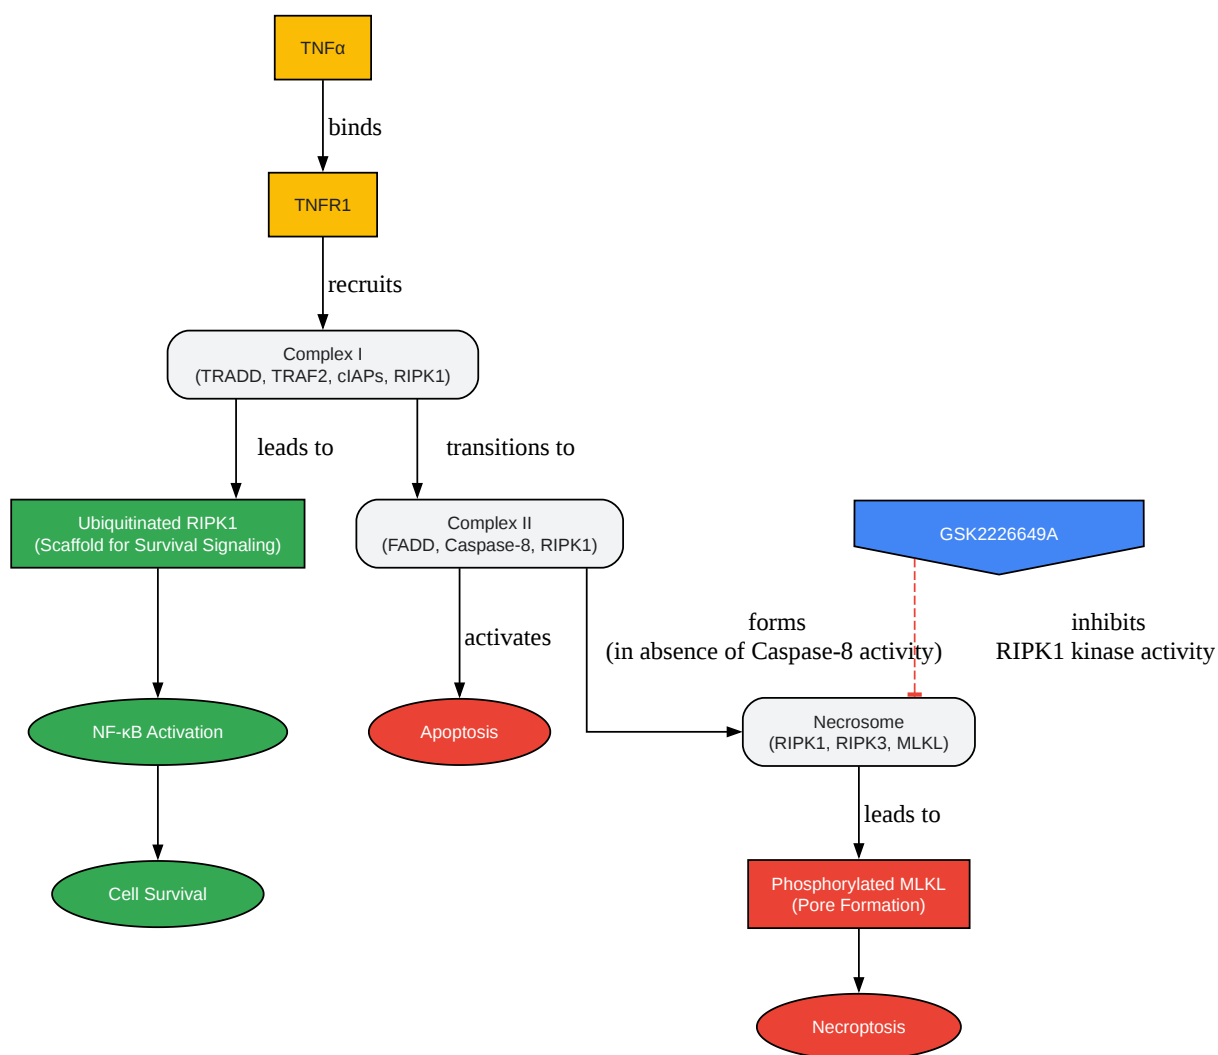 TNFα
binds
TNFR1
recruits
Complex I
(TRADD, TRAF2, cIAPs, RIPK1)
leads to
transitions to
Ubiquitinated RIPK1
(Scaffold for Survival Signaling)
Complex II
(FADD, Caspase-8, RIPK1)
GSK2226649A
activates
forms
(in absence of Caspase-8 activity)
inhibits
RIPK1 kinase activity
NF-κB Activation
Apoptosis
Necrosome
(RIPK1, RIPK3, MLKL)
leads to
Cell Survival
Phosphorylated MLKL
(Pore Formation)
Necroptosis